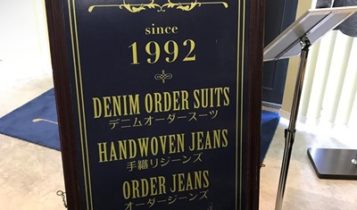 since
1992
DENIM ORDER SUITS
デニムオーダースーツ
HANDWOVEN JEANS
手織りジーンズ
ORDER JEANS
オーダージーンズ